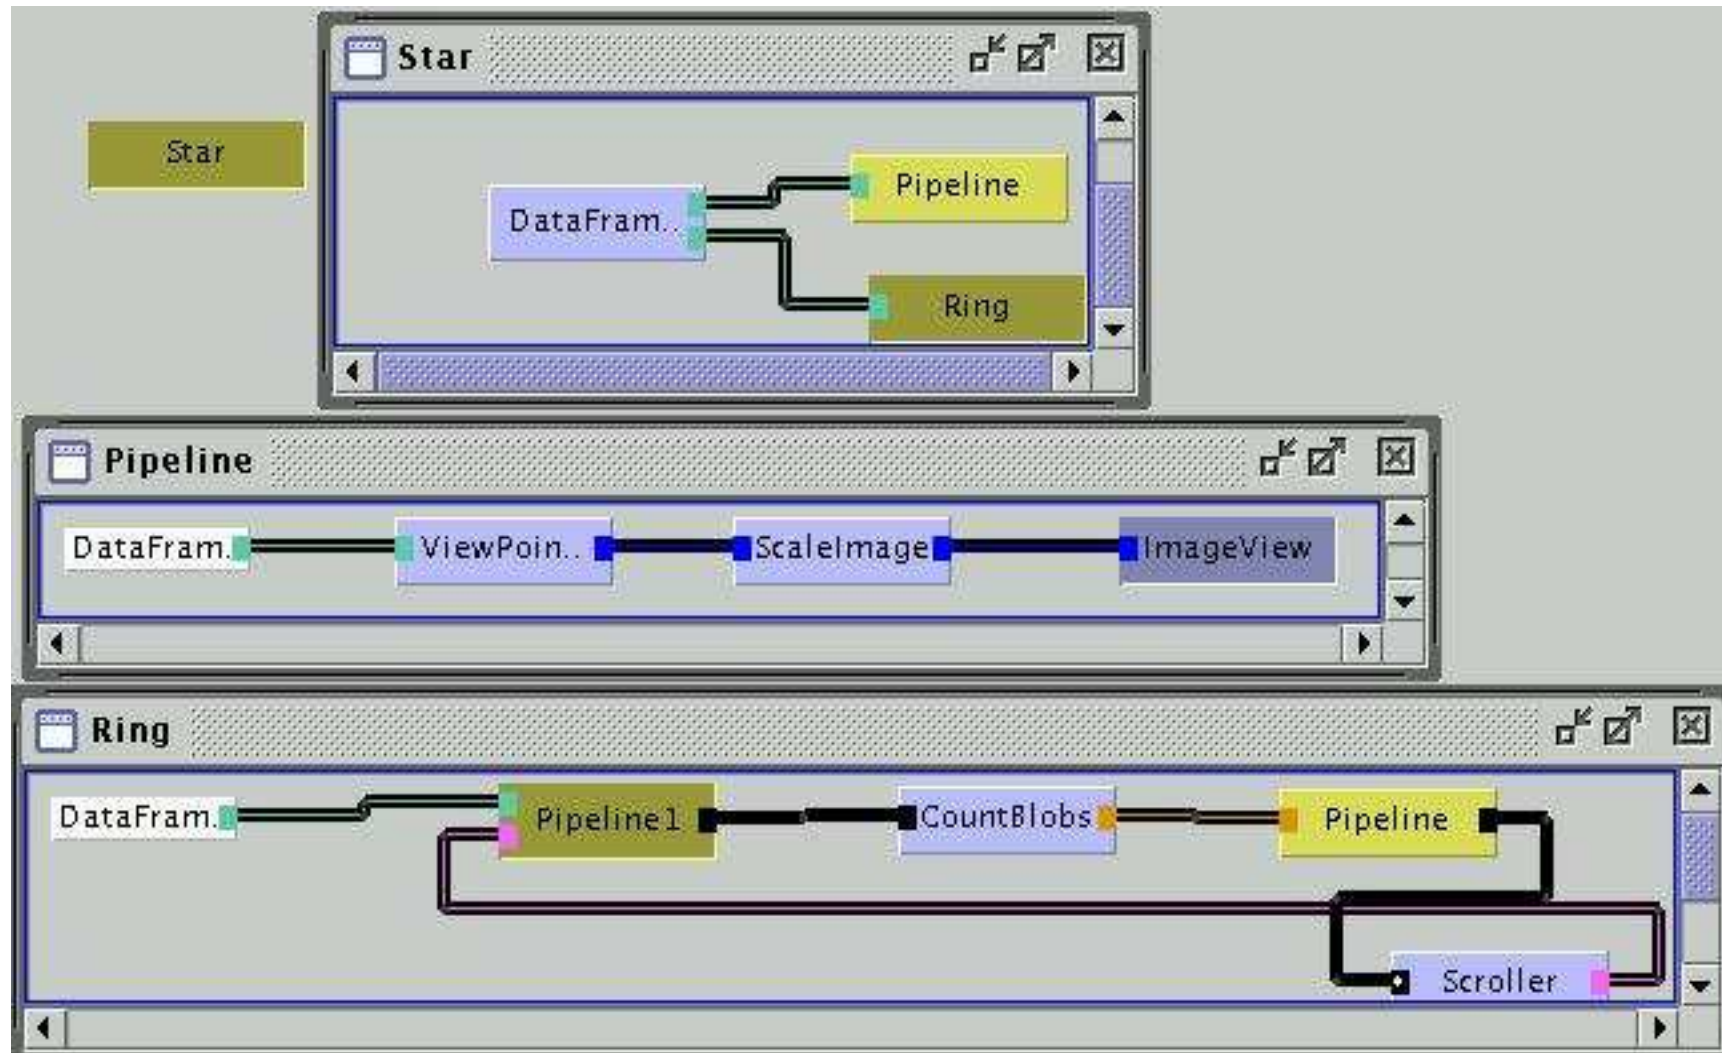 Star
Star
DataFram..
Pipeline
Ring
Pipeline
DataFram.
ViewPoin..
ScaleImage
ImageView
Ring
DataFram.
Pipeline1
CountBlobs
Pipeline
Scroller